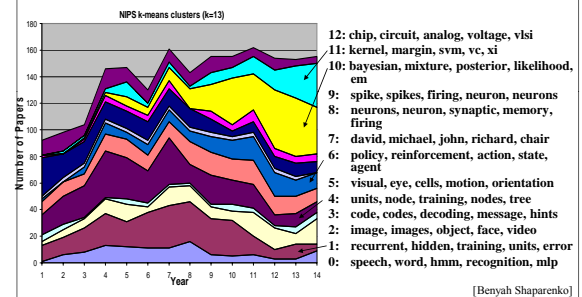 NIPS k-means clusters (k=13)
180
160
140
120
100
80
60
40
20
0
Number of Papers
1 2 3 4 5 6 7 8 9 10 11 12 13 14
Year
12: chip, circuit, analog, voltage, vlsi
11: kernel, margin, svm, vc, xi
10: bayesian, mixture, posterior, likelihood,
em
9: spike, spikes, firing, neuron, neurons
8: neurons, neuron, synaptic, memory,
firing
7: david, michael, john, richard, chair
6: policy, reinforcement, action, state,
agent
5: visual, eye, cells, motion, orientation
4: units, node, training, nodes, tree
3: code, codes, decoding, message, hints
2: image, images, object, face, video
1: recurrent, hidden, training, units, error
0: speech, word, hmm, recognition, mlp
[Benyah Shaparenko]